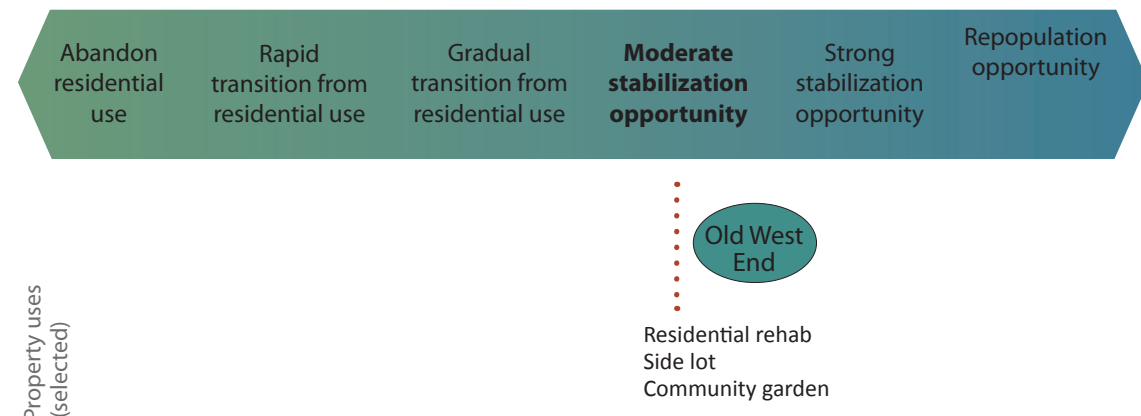 Abandon
residential
use
Rapid
transition from
residential use
Gradual
transition from
residential use
Moderate
stabilization
opportunity
Strong
stabilization
opportunity
Repopulation
opportunity
Old West
End
Property uses
(selected)
Residential rehab
Side lot
Community garden